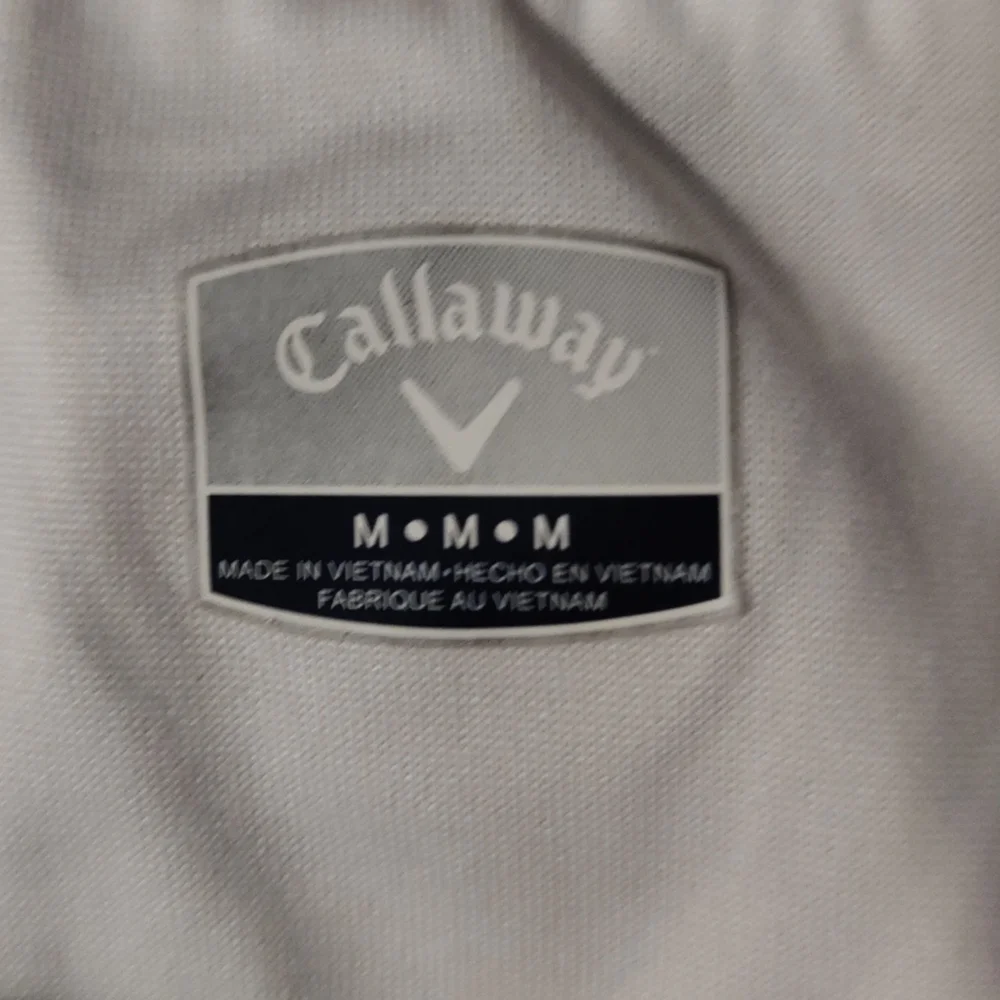 Callaway
M • M • M
MADE IN VIETNAM • HECHO EN VIETNAM
FABRIQUE AU VIETNAM